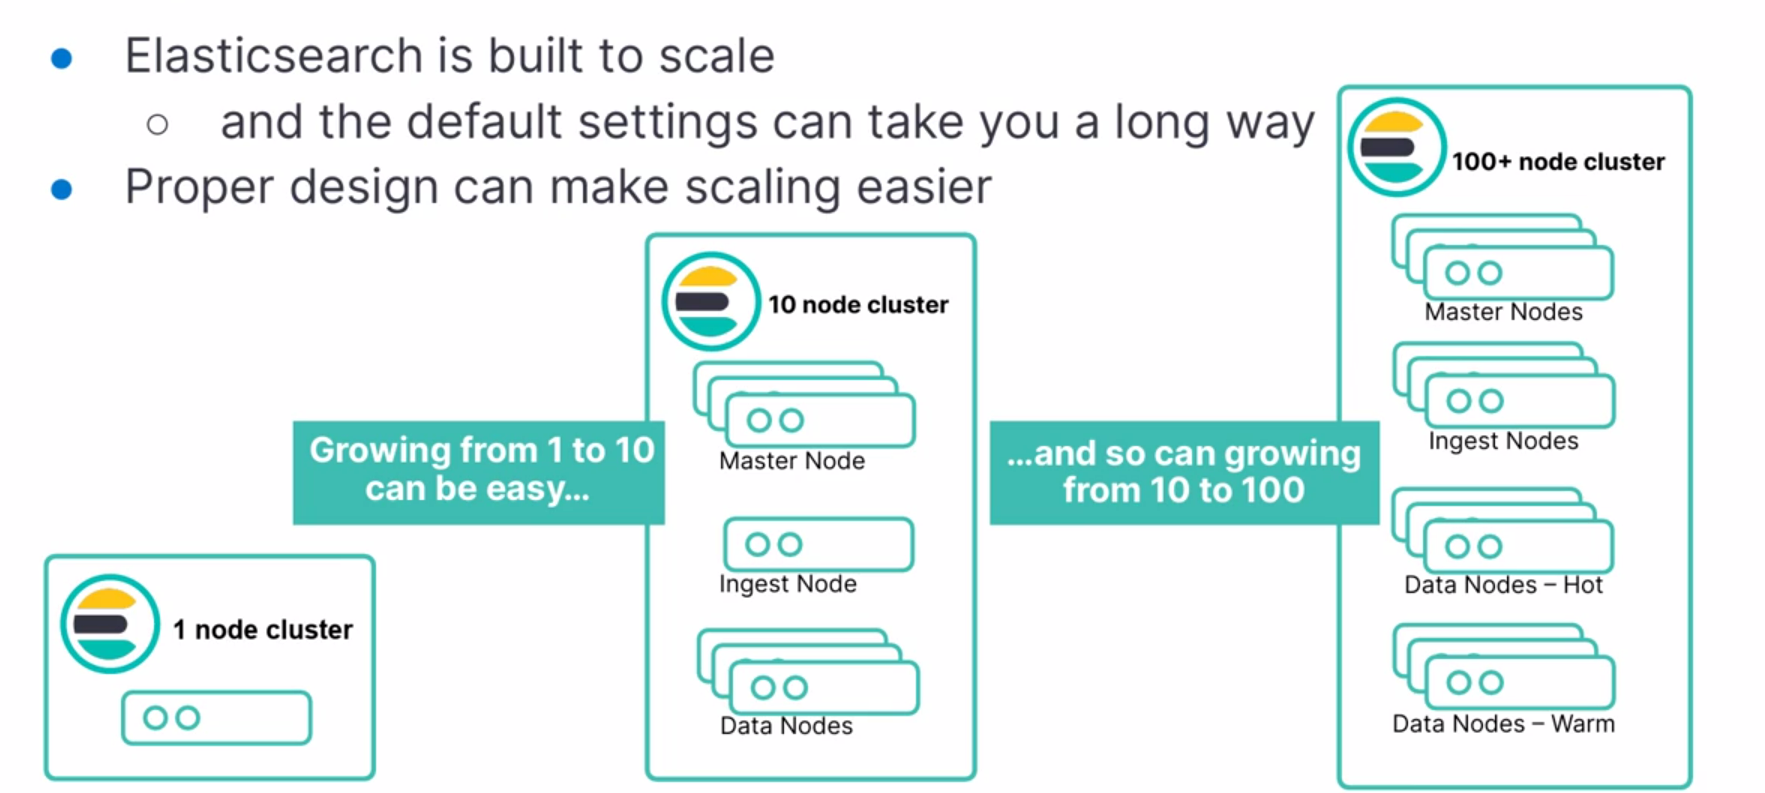 Elasticsearch is built to scale
and the default settings can take you a long way
Proper design can make scaling easier
1 node cluster
Growing from 1 to 10
can be easy...
10 node cluster
Master Node
Ingest Node
Data Nodes
...and so can growing
from 10 to 100
100+ node cluster
Master Nodes
Ingest Nodes
Data Nodes – Hot
Data Nodes – Warm